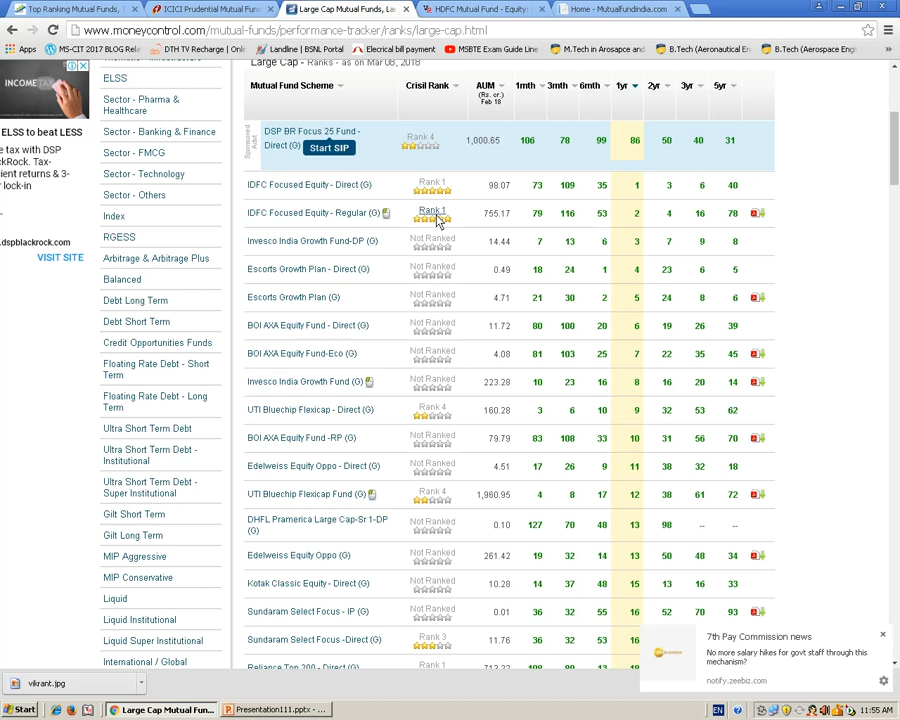 Top Ranking Mutual Funds,
ICICI Prudential Mutual Fund
Large Cap Mutual Funds, L
HDFC Mutual Fund - Equity:
Home - Mutualfundindia.com
www.moneycontrol.com/mutual-funds/performance-tracker/ranks/large-cap.html
Apps
MS-CIT 2017 BLOG Rela
DTH TV Recharge | Onli
Landline | BSNL Portal
Elecrical bill payment
MSBTE Exam Guide Line
M.Tech in Arosapce and
B.Tech(Aeronautical En
B.Tech(Aerospace Engi
INCOMETAX
ELSS to beat LESS
tax with DSP
ckRock. Tax-
cient returns & 3-
r lock-in
dspblackrock.com
VISIT SITE
ELSS
Sector - Pharma &
Healthcare
Sector - Banking & Finance
Sector - FMCG
Sector - Technology
Sector - Others
Index
RGESS
Arbitrage & Arbitrage Plus
Balanced
Debt Long Term
Debt Short Term
Credit Opportunities Funds
Floating Rate Debt - Short
Term
Floating Rate Debt - Long
Term
Ultra Short Term Debt
Ultra Short Term Debt -
Institutional
Ultra Short Term Debt -
Super Institutional
Gilt Short Term
Gilt Long Term
MIP Aggressive
MIP Conservative
Liquid
Liquid Institutional
Liquid Super Institutional
International / Global
Large Cap - Ranks - as on Mar 08, 2018
Mutual Fund Scheme Crisil Rank AUM (Rs. cr.) Feb 18 1mth 3mth 6mth 1yr 2yr 3yr 5yr
Sponsored Advt
DSP BR Focus 25 Fund - Direct (G) Start SIP Rank 4 1,000.65 106 78 99 86 50 40 31
IDFC Focused Equity - Direct (G) Rank 1 98.07 73 109 35 1 3 6 40
IDFC Focused Equity - Regular (G) Rank 1 755.17 79 116 53 2 4 16 78
Invesco India Growth Fund-DP (G) Not Ranked 14.44 7 13 6 3 7 9 8
Escorts Growth Plan - Direct (G) Not Ranked 0.49 18 24 1 4 23 6 5
Escorts Growth Plan (G) Not Ranked 4.71 21 30 2 5 24 8 6
BOI AXA Equity Fund - Direct (G) Not Ranked 11.72 80 100 20 6 19 26 39
BOI AXA Equity Fund-Eco (G) Not Ranked 4.08 81 103 25 7 22 35 45
Invesco India Growth Fund (G) Not Ranked 223.28 10 23 16 8 16 20 14
UTI Bluechip Flexicap - Direct (G) Rank 4 160.28 3 6 10 9 32 53 62
BOI AXA Equity Fund -RP (G) Not Ranked 79.79 83 108 33 10 31 56 70
Edelweiss Equity Oppo - Direct (G) Not Ranked 4.51 17 26 9 11 38 32 18
UTI Bluechip Flexicap Fund (G) Rank 4 1,960.95 4 8 17 12 38 61 72
DHFL Pramerica Large Cap-Sr 1-DP (G) Not Ranked 0.10 127 70 48 13 98 -- --
Edelweiss Equity Oppo (G) Not Ranked 261.42 19 32 14 13 50 48 34
Kotak Classic Equity - Direct (G) Not Ranked 10.28 14 37 48 15 13 16 33
Sundaram Select Focus - IP (G) Not Ranked 0.01 36 32 55 16 52 70 93
Sundaram Select Focus -Direct (G) Rank 3 11.76 36 32 53 16
Reliance Top 200 - Direct (G) Rank 1
7th Pay Commission news
No more salary hikes for govt staff through this
mechanism?
notify.zeebiz.com
vikrant.jpg
Start
Large Cap Mutual Fun...
Presentation111.pptx - ...
EN
11:55 AM